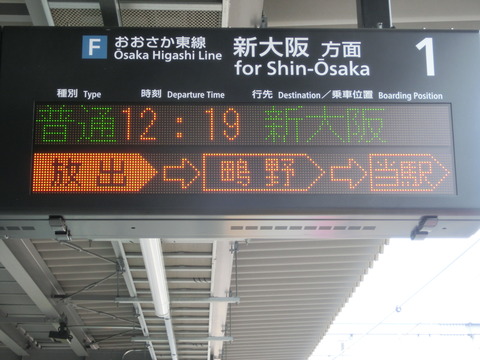 F おおさか東線 新大阪 方面 1
Ōsaka Higashi Line for Shin-Ōsaka
種別 Type 時刻 Departure Time 行先 Destination／乗車位置 Boarding Position
普通 12:19 新大阪
放出 ⇨ 鴫野 ⇨ 当駅